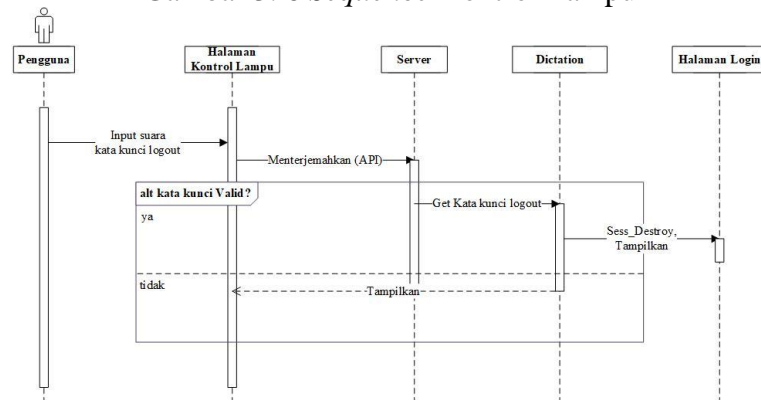 Pengguna
Halaman
Kontrol Lampu
Server
Dictation
Halaman Login
Input suara
kata kunci logout
Menterjemahkan (API)
alt kata kunci Valid?
Get Kata kunci logout
ya
Sess_Destroy,
Tampilkan
tidak
Tampilkan